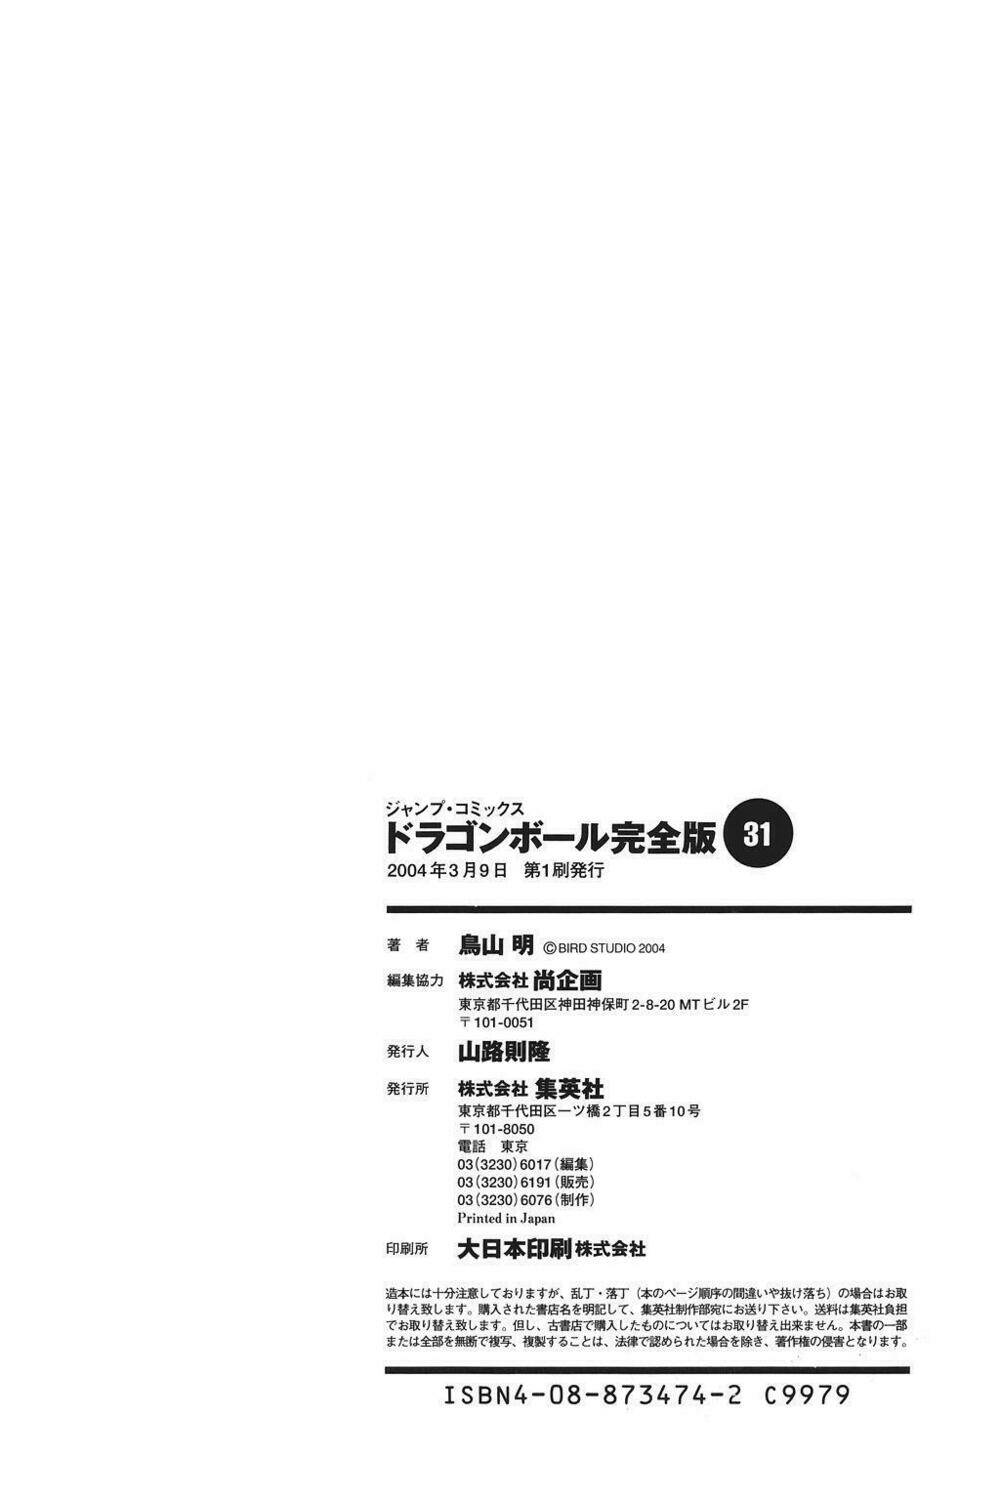 ジャンプ・コミックス
ドラゴンボール完全版 31
2004年3月9日 第1刷発行
著 者 鳥山 明 ©BIRD STUDIO 2004
編集協力 株式会社 尚企画
東京都千代田区神田神保町2-8-20 MTビル2F
〒101-0051
発行人 山路則隆
発行所 株式会社 集英社
東京都千代田区一ツ橋2丁目5番10号
〒101-8050
電話 東京
03(3230)6017(編集)
03(3230)6191(販売)
03(3230)6076(制作)
Printed in Japan
印刷所 大日本印刷株式会社
造本には十分注意しておりますが、乱丁・落丁(本のページ順序の間違いや抜け落ち)の場合はお取
り替え致します。購入された書店名を明記して、集英社制作部宛にお送り下さい。送料は集英社負担
でお取り替え致します。但し、古書店で購入したものについてはお取り替え出来ません。本書の一部
または全部を無断で複写、複製することは、法律で認められた場合を除き、著作権の侵害となります。
ISBN4-08-873474-2 C9979